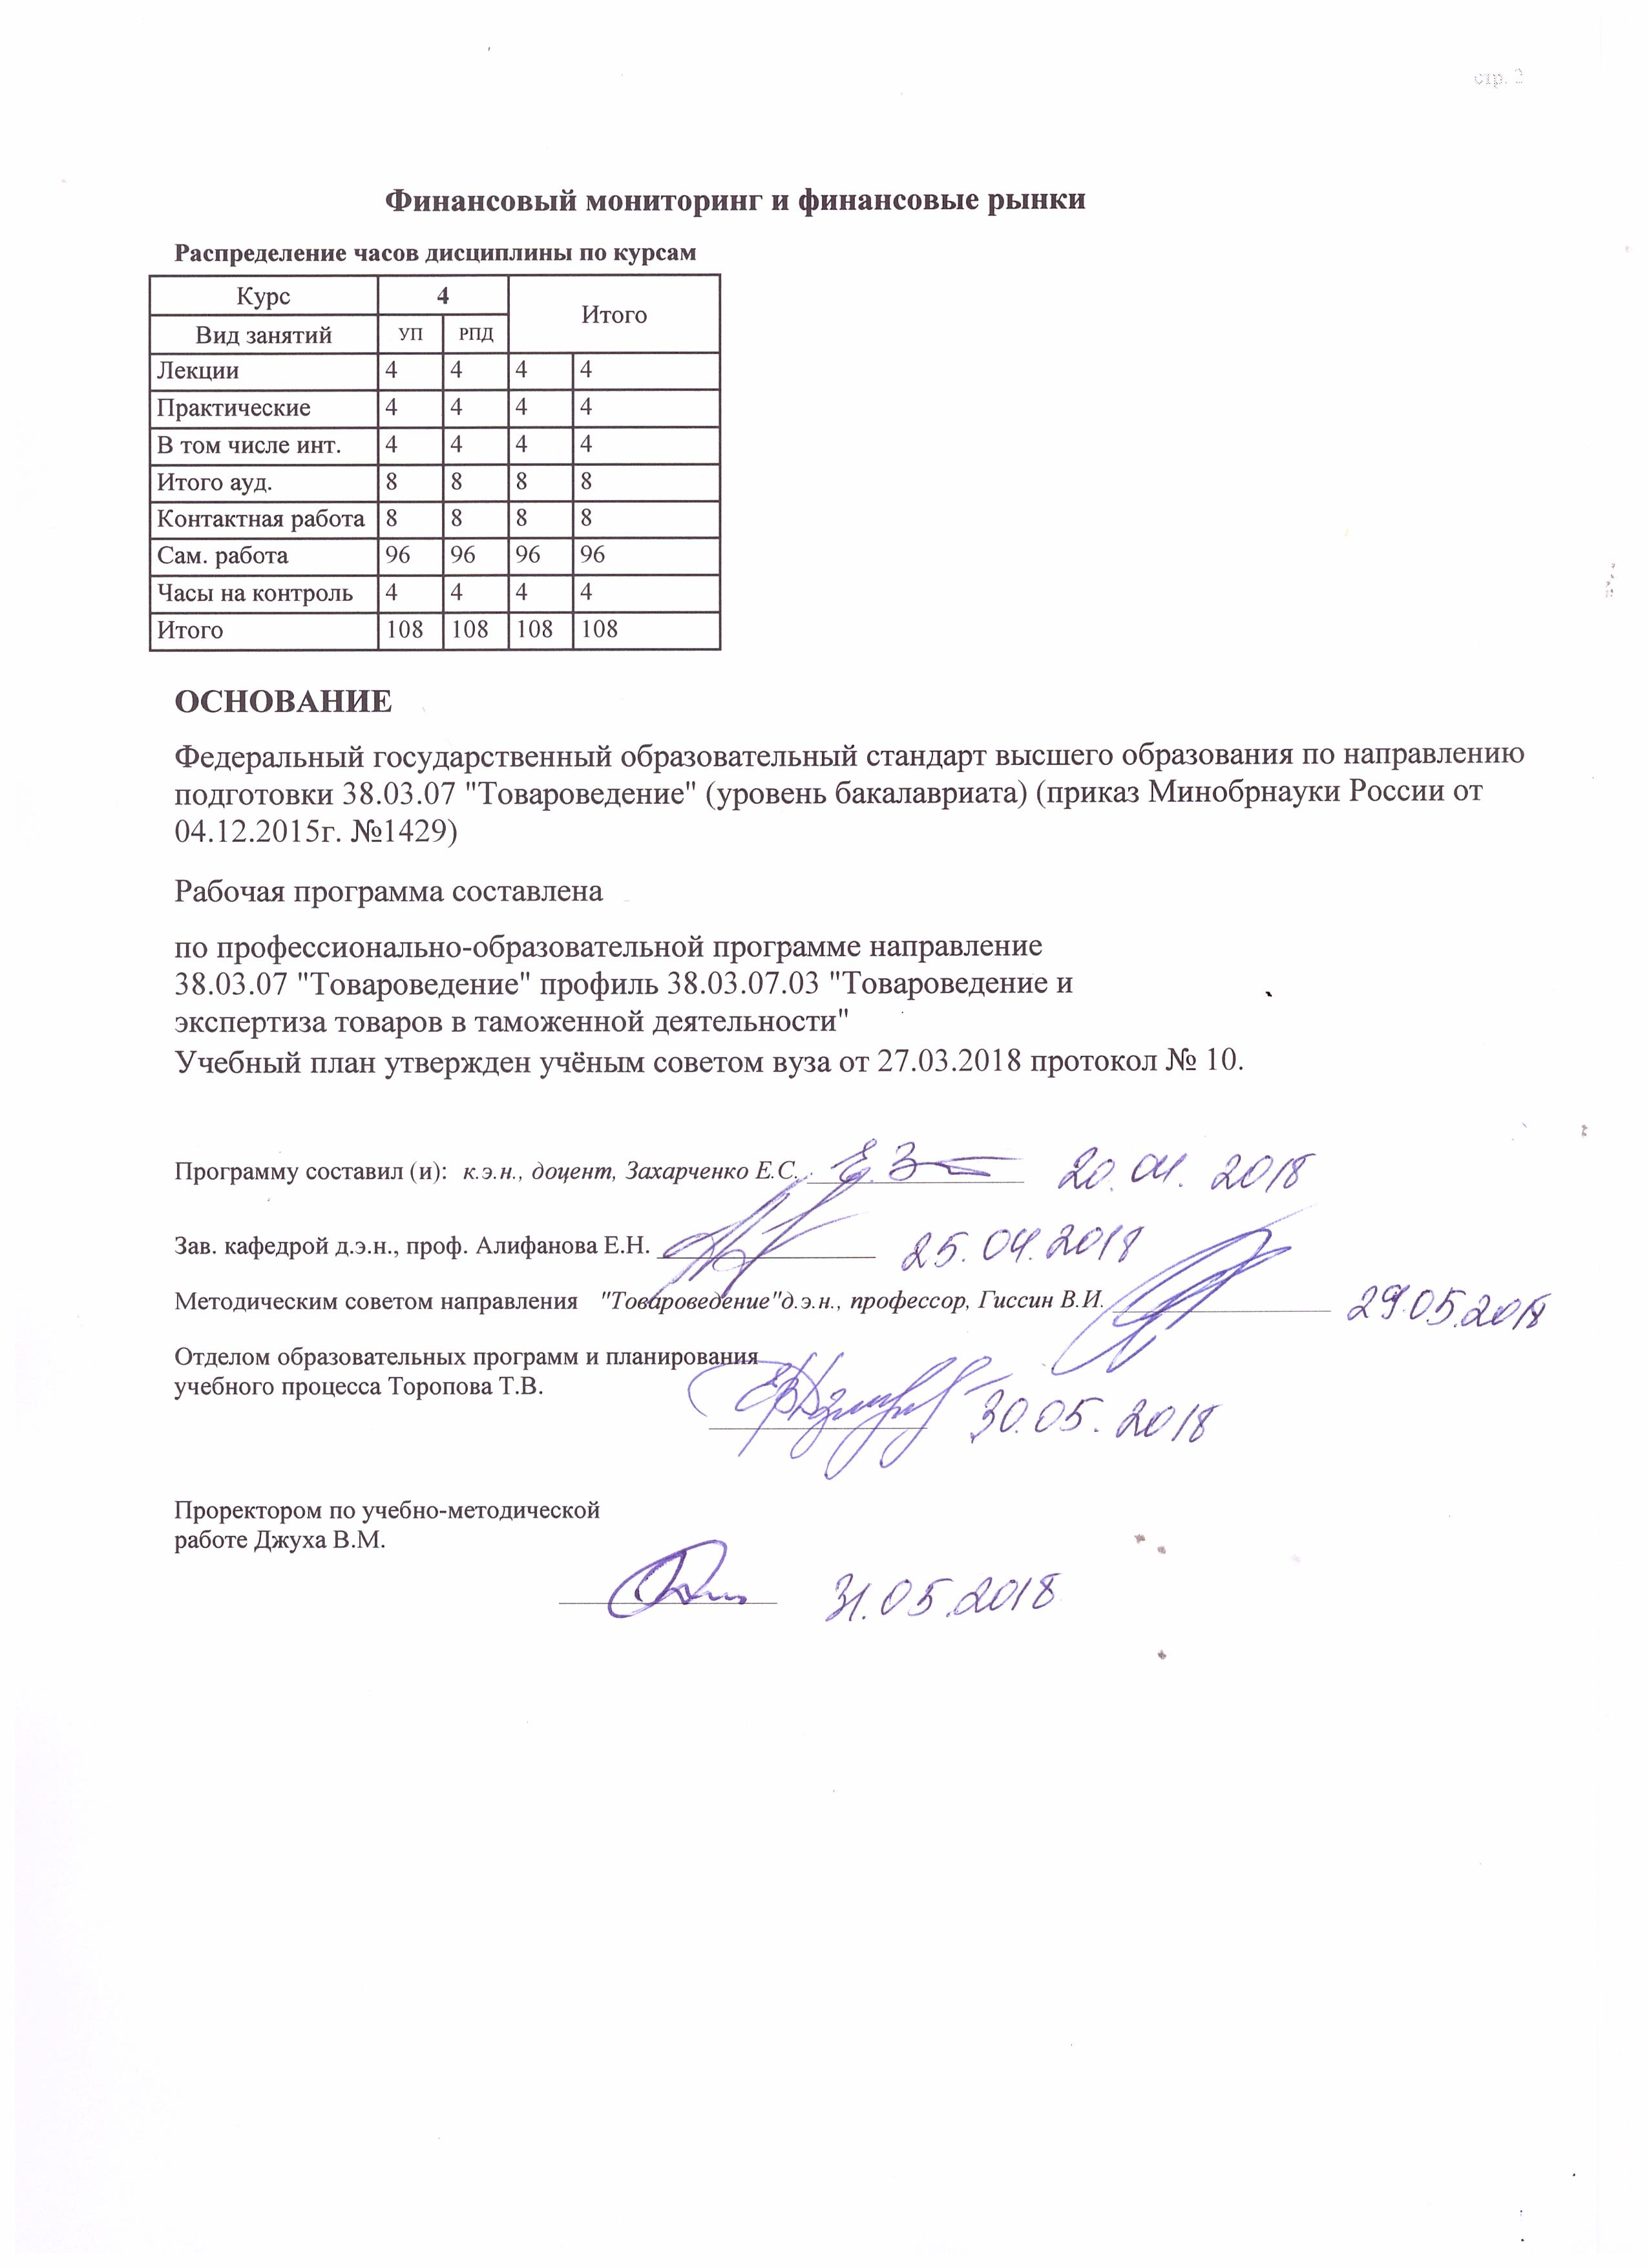 стр. 2
Финансовый мониторинг и финансовые рынки
Распределение часов дисциплины по курсам
Курс 4 Итого
Вид занятий УП РПД
Лекции 4 4 4 4
Практические 4 4 4 4
В том числе инт. 4 4 4 4
Итого ауд. 8 8 8 8
Контактная работа 8 8 8 8
Сам. работа 96 96 96 96
Часы на контроль 4 4 4 4
Итого 108 108 108 108
ОСНОВАНИЕ
Федеральный государственный образовательный стандарт высшего образования по направлению
подготовки 38.03.07 "Товароведение" (уровень бакалавриата) (приказ Минобрнауки России от
04.12.2015г. №1429)
Рабочая программа составлена
по профессионально-образовательной программе направление
38.03.07 "Товароведение" профиль 38.03.07.03 "Товароведение и
экспертиза товаров в таможенной деятельности"
Учебный план утвержден учёным советом вуза от 27.03.2018 протокол № 10.
Программу составил (и): к.э.н., доцент, Захарченко Е.С. 20.04.2018
Зав. кафедрой д.э.н., проф. Алифанова Е.Н. 25.04.2018
Методическим советом направления "Товароведение"д.э.н., профессор, Гиссин В.И. 29.05.2018
Отделом образовательных программ и планирования
учебного процесса Торопова Т.В.
30.05.2018
Проректором по учебно-методической
работе Джуха В.М.
31.05.2018